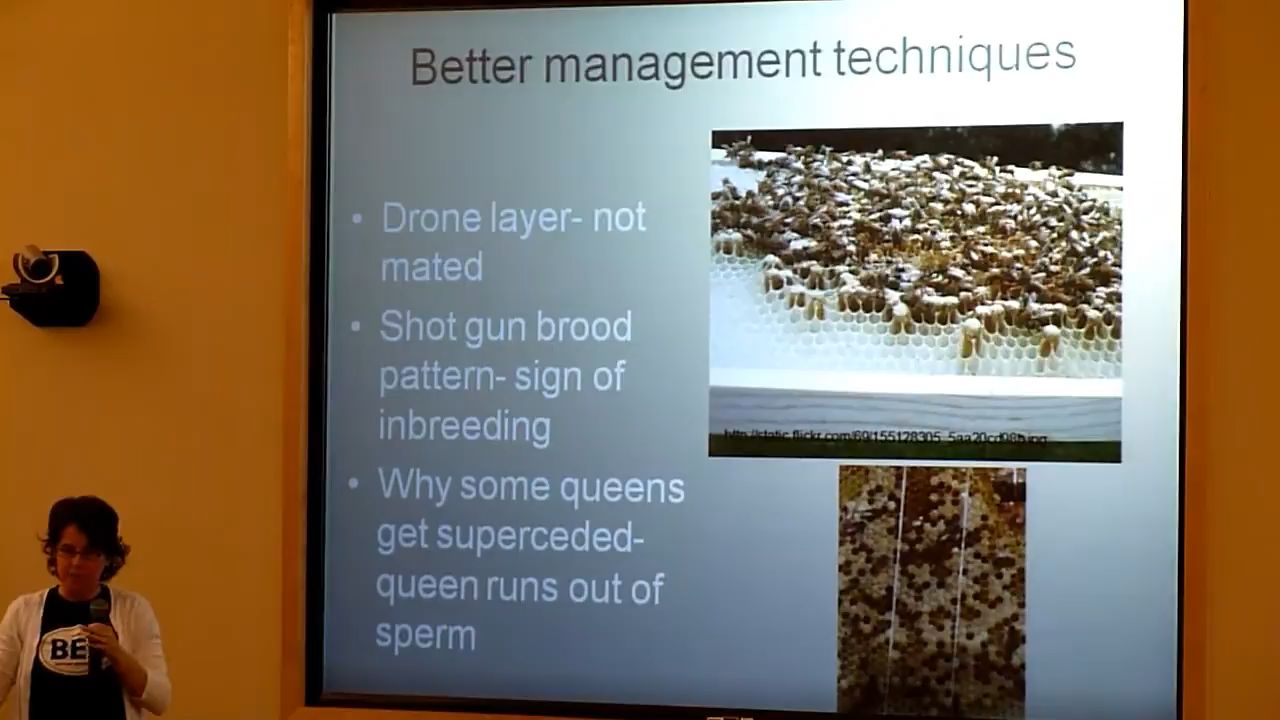 Better management techniques
• Drone layer- not
mated
• Shot gun brood
pattern- sign of
inbreeding
• Why some queens
get superceded-
queen runs out of
sperm
BE